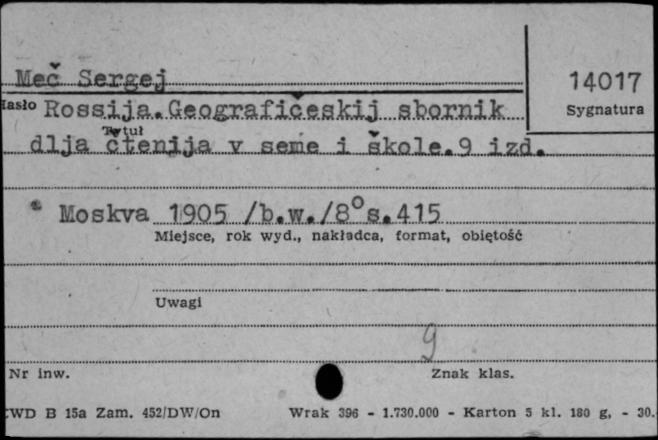 Meč Sergej
14017
Hasło Rossija.Geografičeskij sbornik
Sygnatura
Tytuł
dlja čtenija v seme i škole.9 izd.
Moskva 1905 /b.w./8°s.415
Miejsce, rok wyd., nakładca, format, obiętość
Uwagi
9
Nr inw.
Znak klas.
CWD B 15a Zam. 452/DW/On Wrak 396 - 1.730.000 - Karton 5 kl. 180 g, - 30.